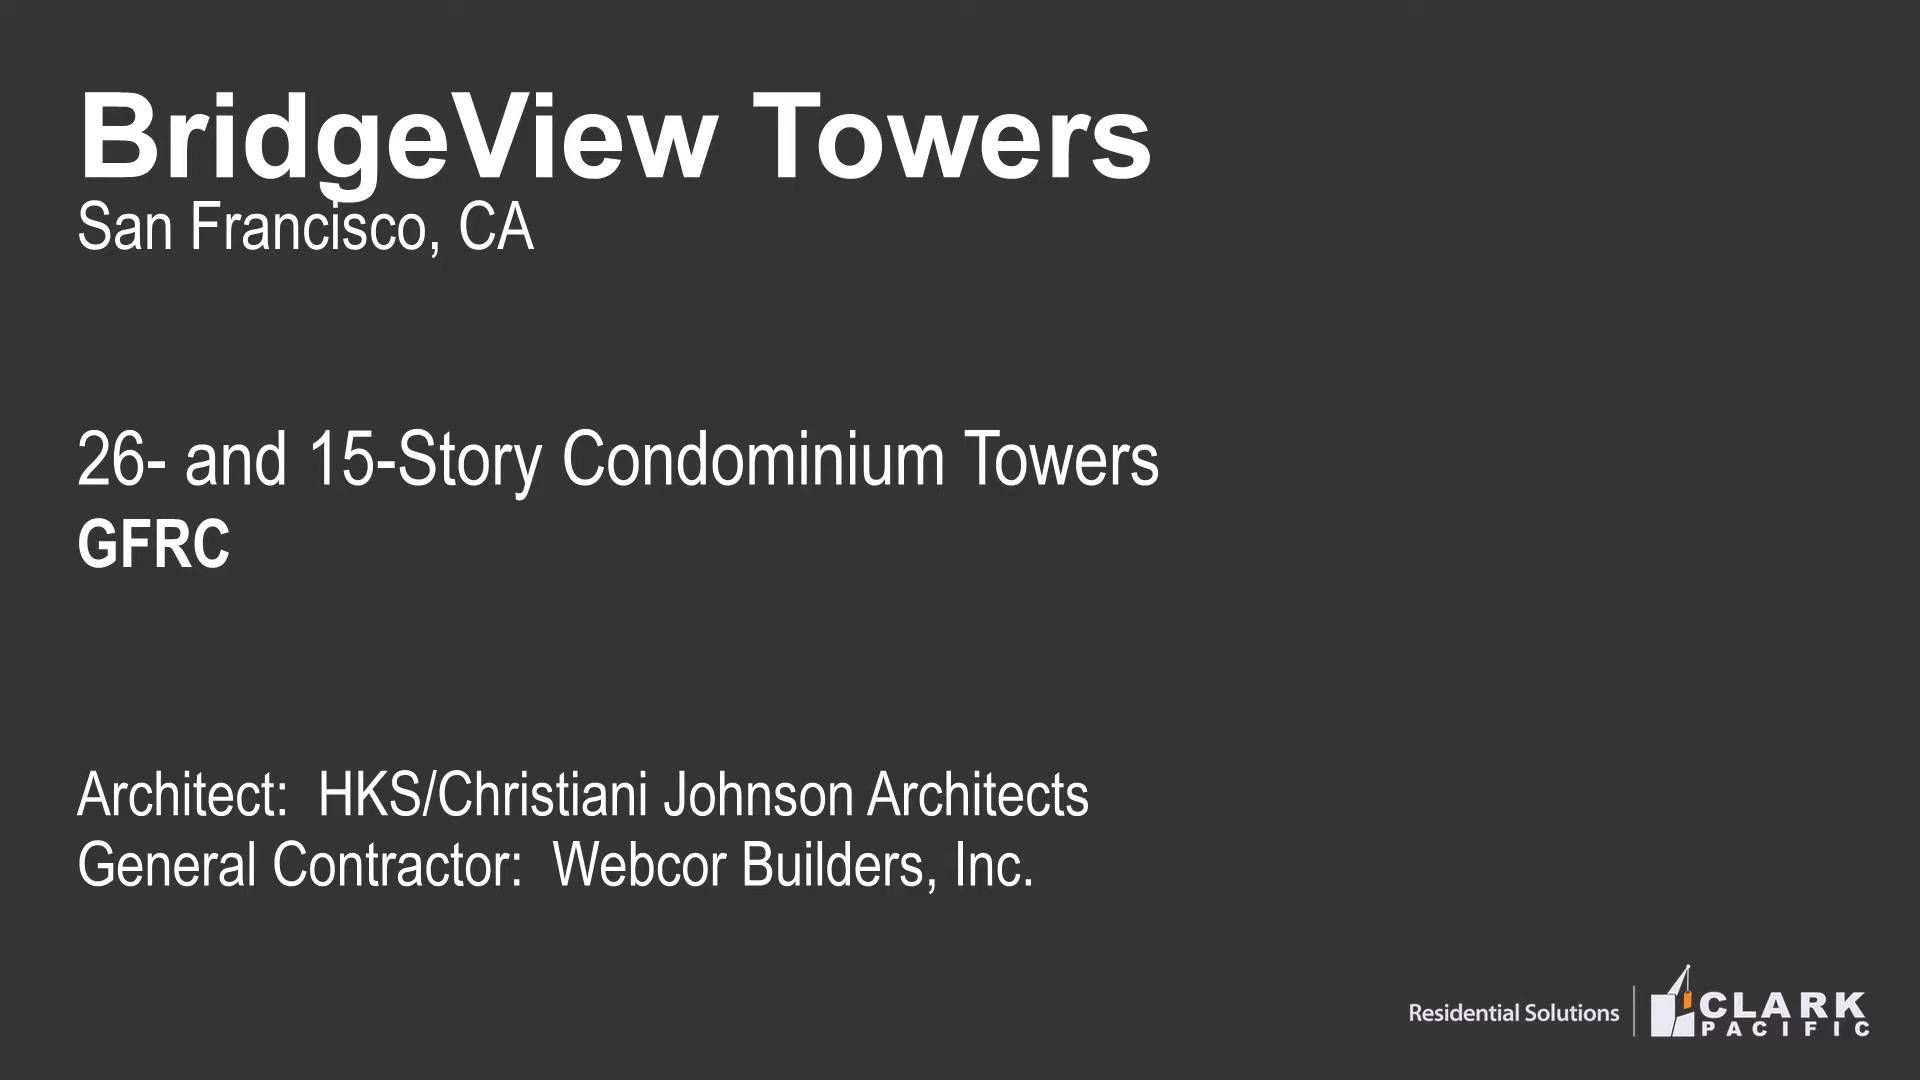 BridgeView Towers
San Francisco, CA
26- and 15-Story Condominium Towers
GFRC
Architect:  HKS/Christiani Johnson Architects
General Contractor:  Webcor Builders, Inc.
Residential Solutions
CLARK
PACIFIC